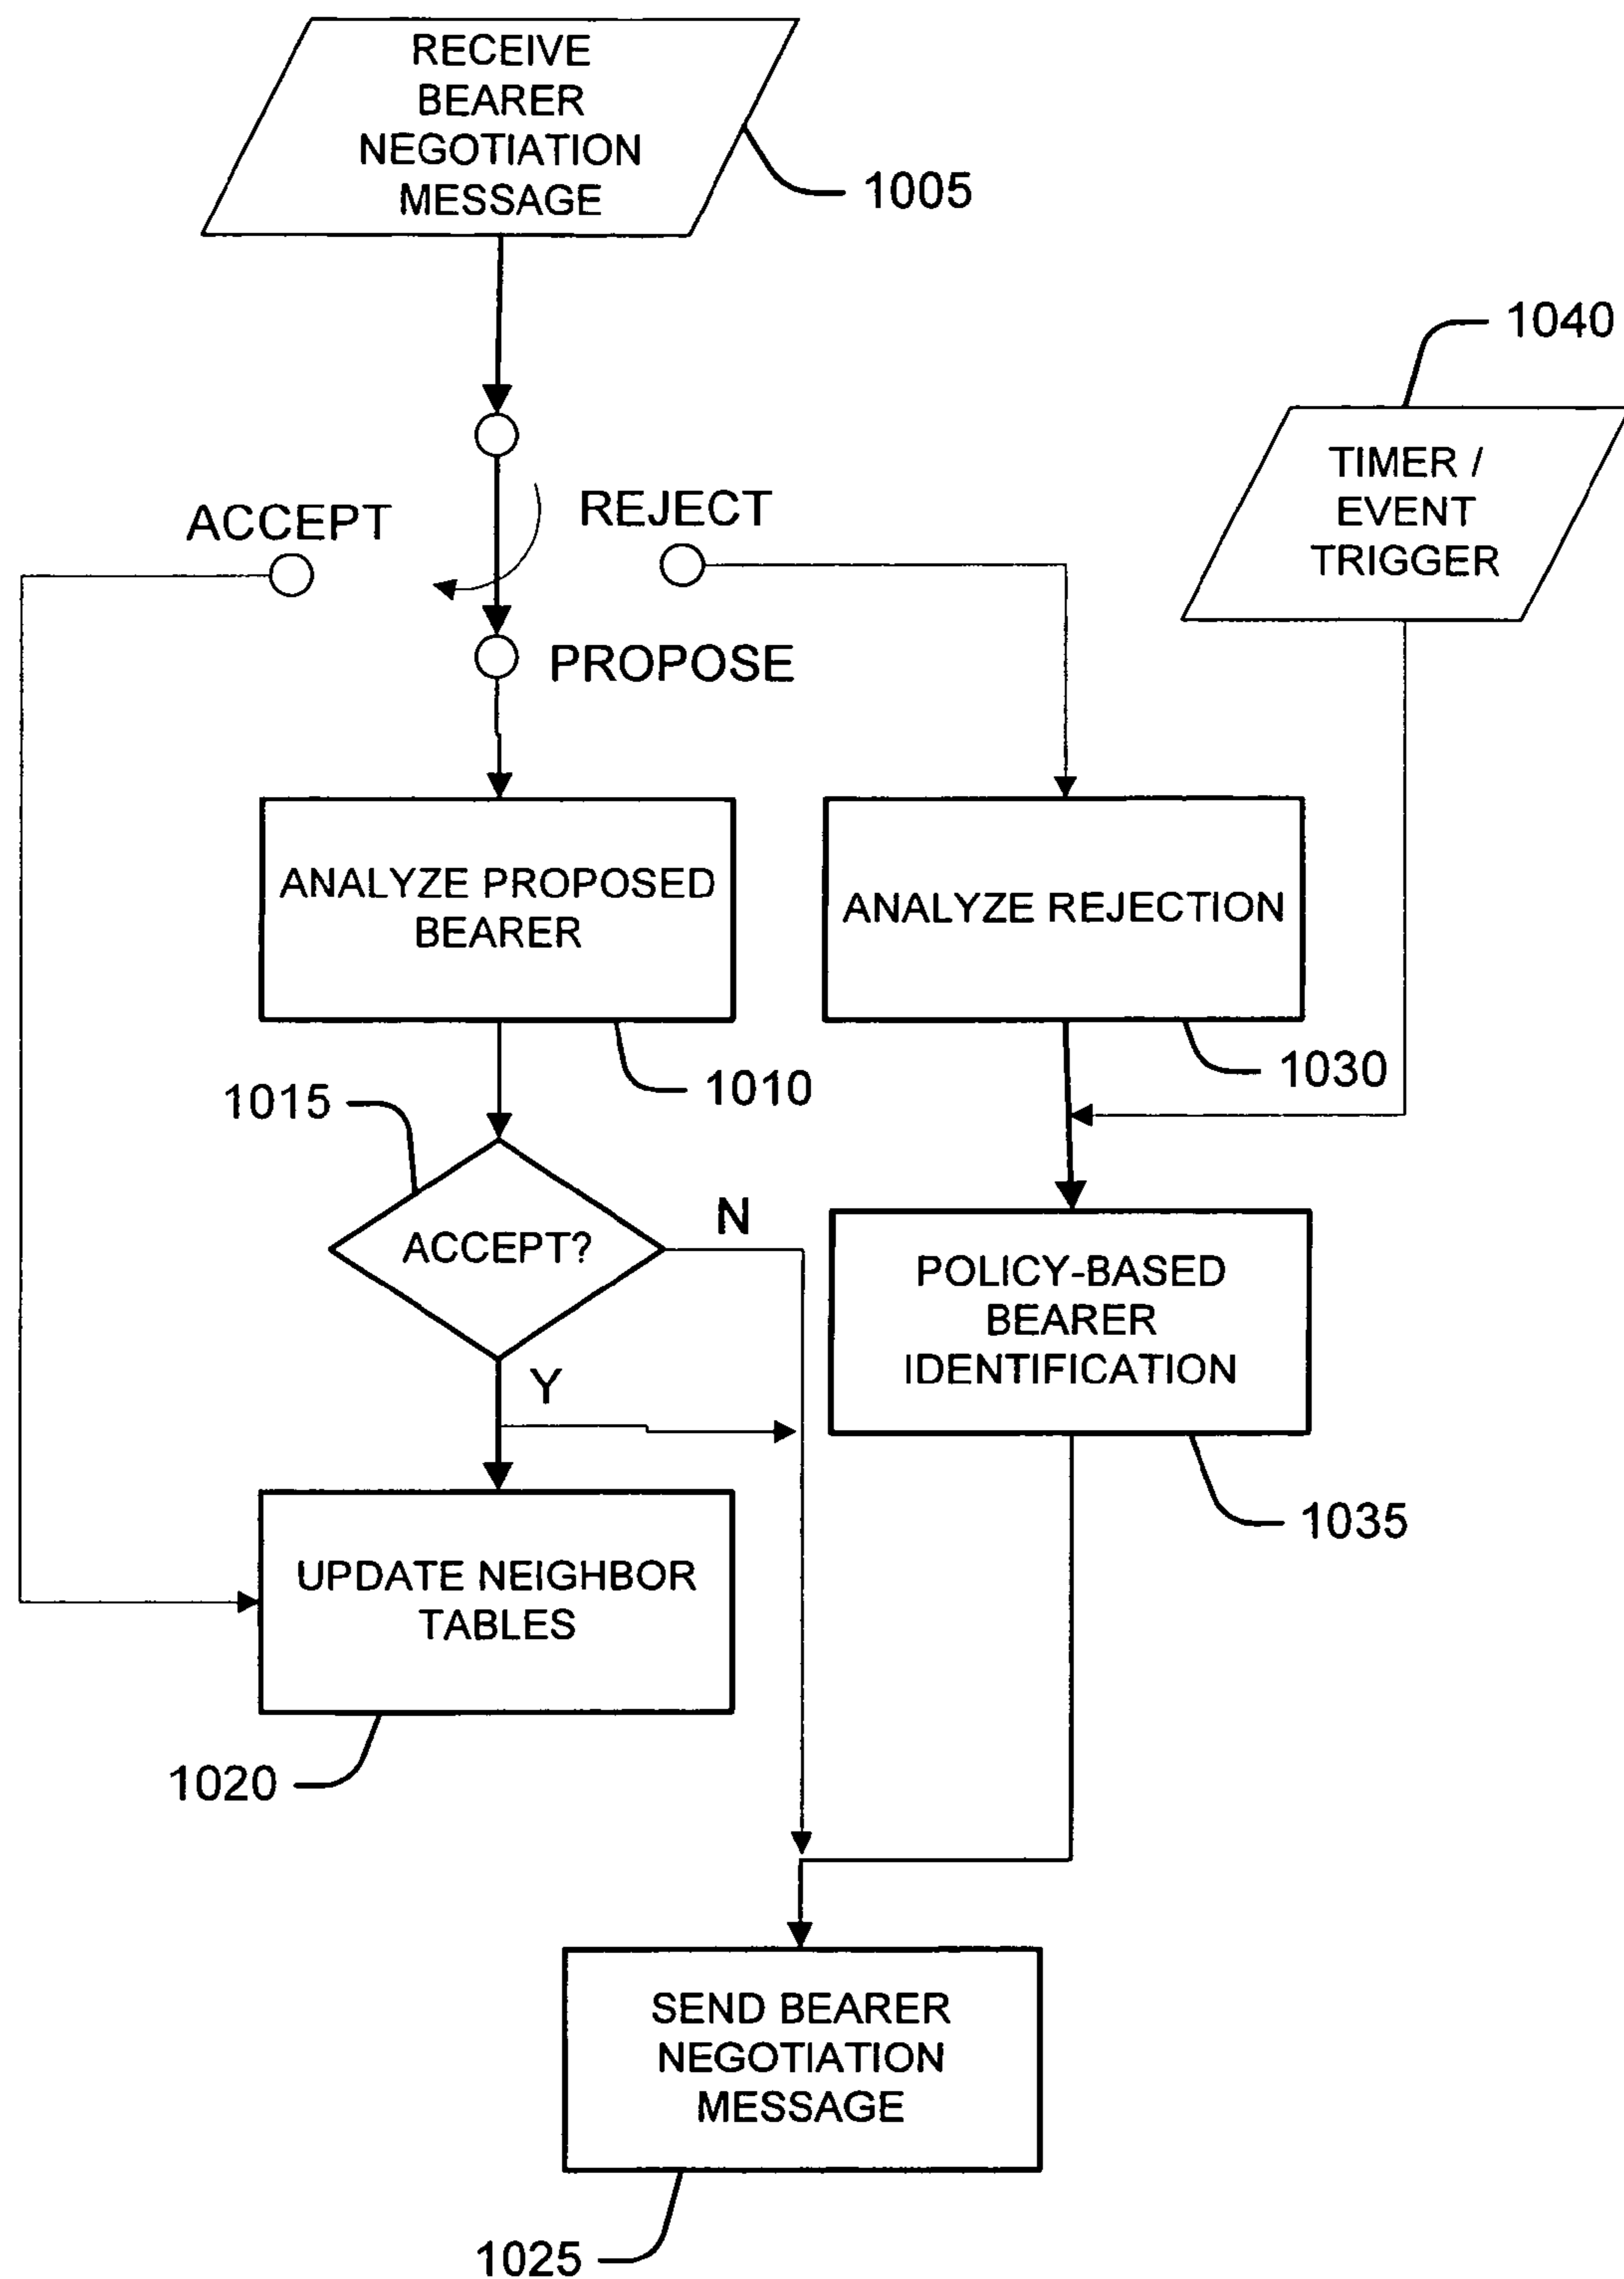 RECEIVE
BEARER
NEGOTIATION
MESSAGE
1005
1040
TIMER /
EVENT
TRIGGER
ACCEPT
REJECT
PROPOSE
ANALYZE PROPOSED
BEARER
ANALYZE REJECTION
1010
1030
1015
ACCEPT?
N
Y
POLICY-BASED
BEARER
IDENTIFICATION
1035
UPDATE NEIGHBOR
TABLES
1020
SEND BEARER
NEGOTIATION
MESSAGE
1025